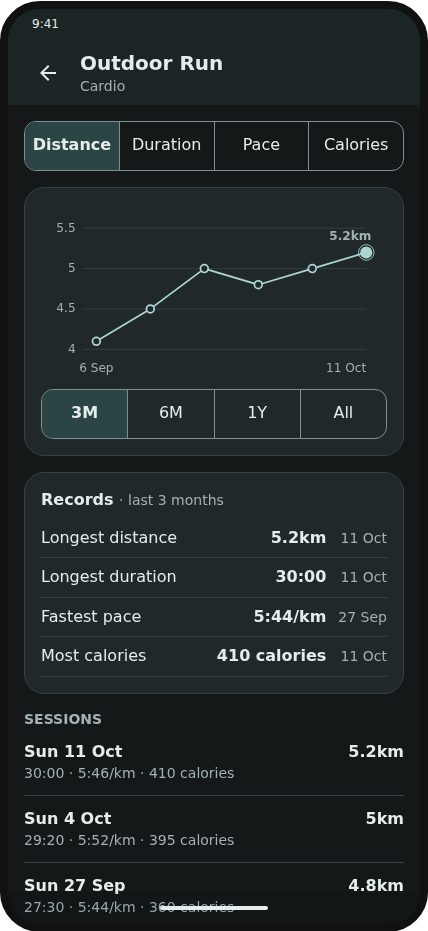 9:41
Outdoor Run
Cardio
Distance Duration Pace Calories
5.2km
5.5
5
4.5
4
6 Sep 11 Oct
3M 6M 1Y All
Records · last 3 months
Longest distance 5.2km 11 Oct
Longest duration 30:00 11 Oct
Fastest pace 5:44/km 27 Sep
Most calories 410 calories 11 Oct
SESSIONS
Sun 11 Oct 5.2km
30:00 · 5:46/km · 410 calories
Sun 4 Oct 5km
29:20 · 5:52/km · 395 calories
Sun 27 Sep 4.8km
27:30 · 5:44/km · 360 calories